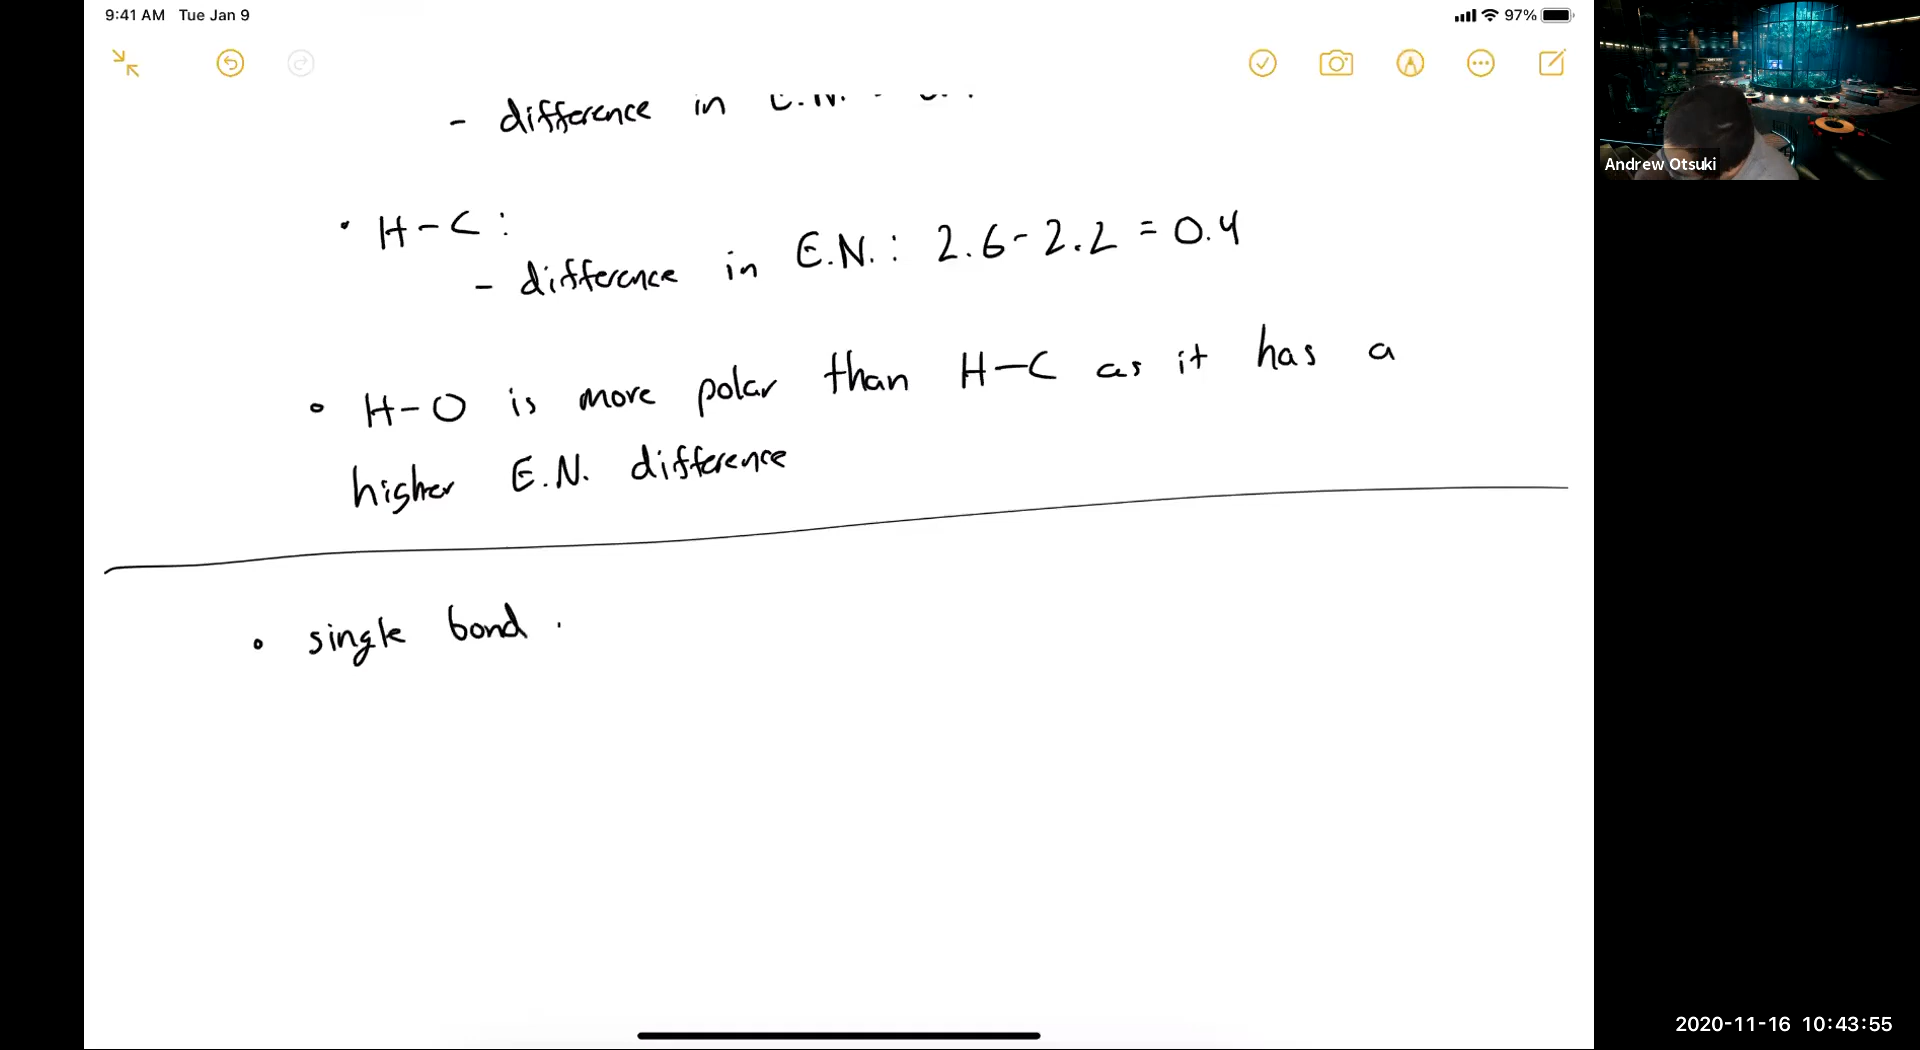 9:41 AM Tue Jan 9 97%
- difference in E.N.
• H-C:
- difference in E.N.: 2.6-2.2 = 0.4
• H-O is more polar than H-C as it has a
higher E.N. difference
• single bond
Andrew Otsuki
2020-11-16 10:43:55